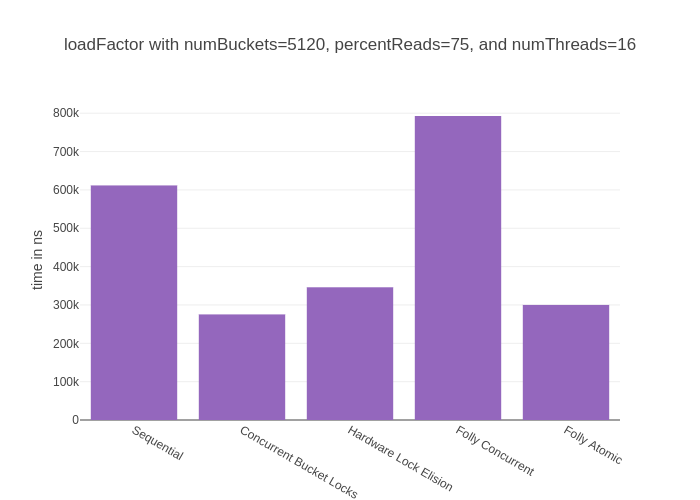 loadFactor with numBuckets=5120, percentReads=75, and numThreads=16
800k
700k
600k
500k
400k
300k
200k
100k
0
time in ns
Sequential
Concurrent Bucket Locks
Hardware Lock Elision
Folly Concurrent
Folly Atomic